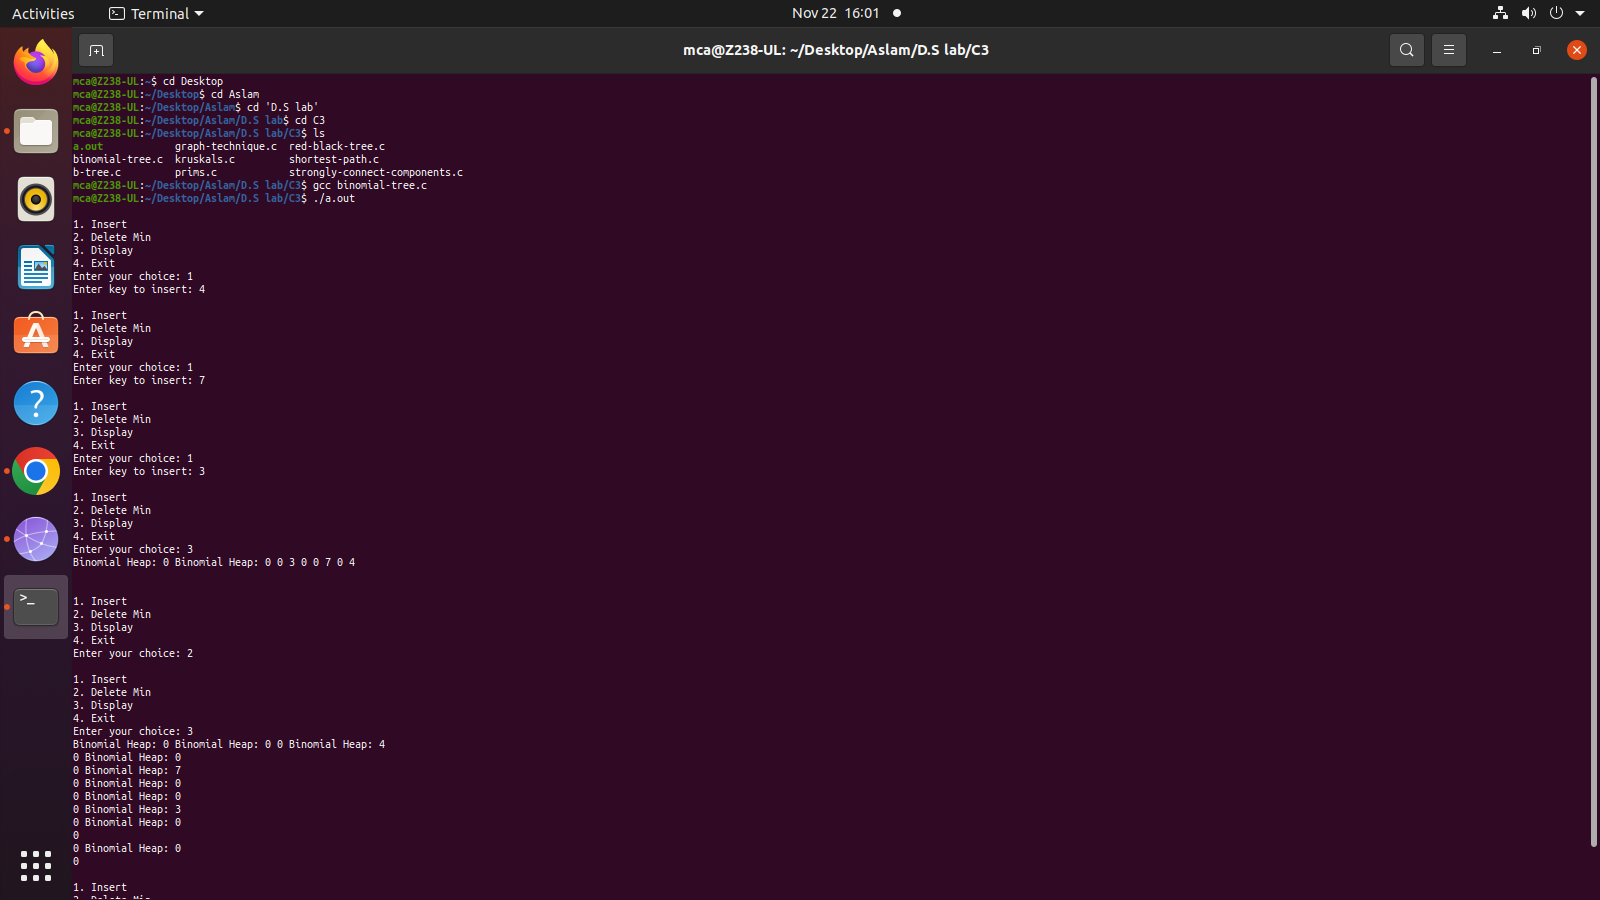 Activities Terminal Nov 22 16:01
mca@Z238-UL: ~/Desktop/Aslam/D.S lab/C3
mca@Z238-UL:~$ cd Desktop
mca@Z238-UL:~/Desktop$ cd Aslam
mca@Z238-UL:~/Desktop/Aslam$ cd 'D.S lab'
mca@Z238-UL:~/Desktop/Aslam/D.S lab$ cd C3
mca@Z238-UL:~/Desktop/Aslam/D.S lab/C3$ ls
a.out graph-technique.c red-black-tree.c
binomial-tree.c kruskals.c shortest-path.c
b-tree.c prims.c strongly-connect-components.c
mca@Z238-UL:~/Desktop/Aslam/D.S lab/C3$ gcc binomial-tree.c
mca@Z238-UL:~/Desktop/Aslam/D.S lab/C3$ ./a.out
1. Insert
2. Delete Min
3. Display
4. Exit
Enter your choice: 1
Enter key to insert: 4
1. Insert
2. Delete Min
3. Display
4. Exit
Enter your choice: 1
Enter key to insert: 7
1. Insert
2. Delete Min
3. Display
4. Exit
Enter your choice: 1
Enter key to insert: 3
1. Insert
2. Delete Min
3. Display
4. Exit
Enter your choice: 3
Binomial Heap: 0 Binomial Heap: 0 0 3 0 0 7 0 4
1. Insert
2. Delete Min
3. Display
4. Exit
Enter your choice: 2
1. Insert
2. Delete Min
3. Display
4. Exit
Enter your choice: 3
Binomial Heap: 0 Binomial Heap: 0 0 Binomial Heap: 4
0 Binomial Heap: 0
0 Binomial Heap: 7
0 Binomial Heap: 0
0 Binomial Heap: 0
0 Binomial Heap: 3
0 Binomial Heap: 0
0
0 Binomial Heap: 0
0
1. Insert
2. Delete Min